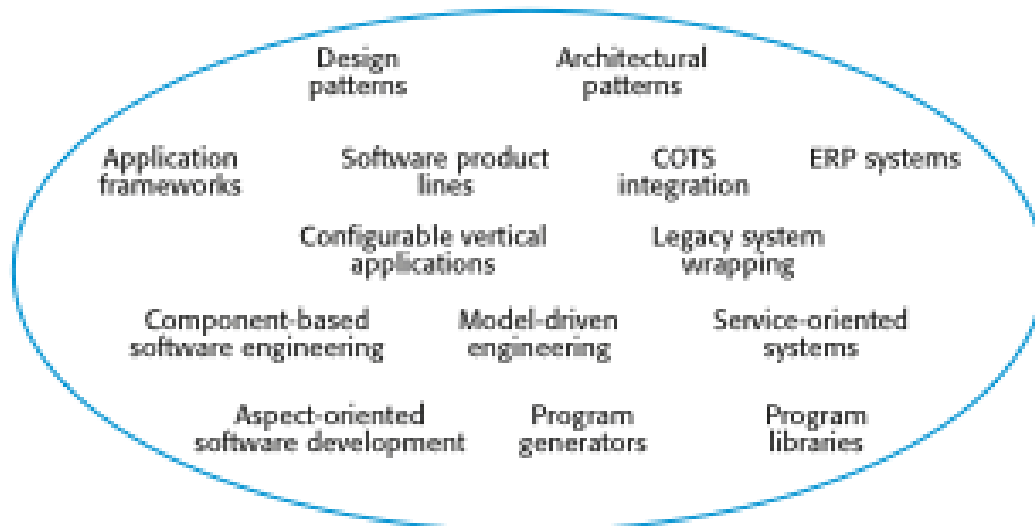 Design
patterns
Architectural
patterns
Application
frameworks
Software product
lines
COTS
integration
ERP systems
Configurable vertical
applications
Legacy system
wrapping
Component-based
software engineering
Model-driven
engineering
Service-oriented
systems
Aspect-oriented
software development
Program
generators
Program
libraries